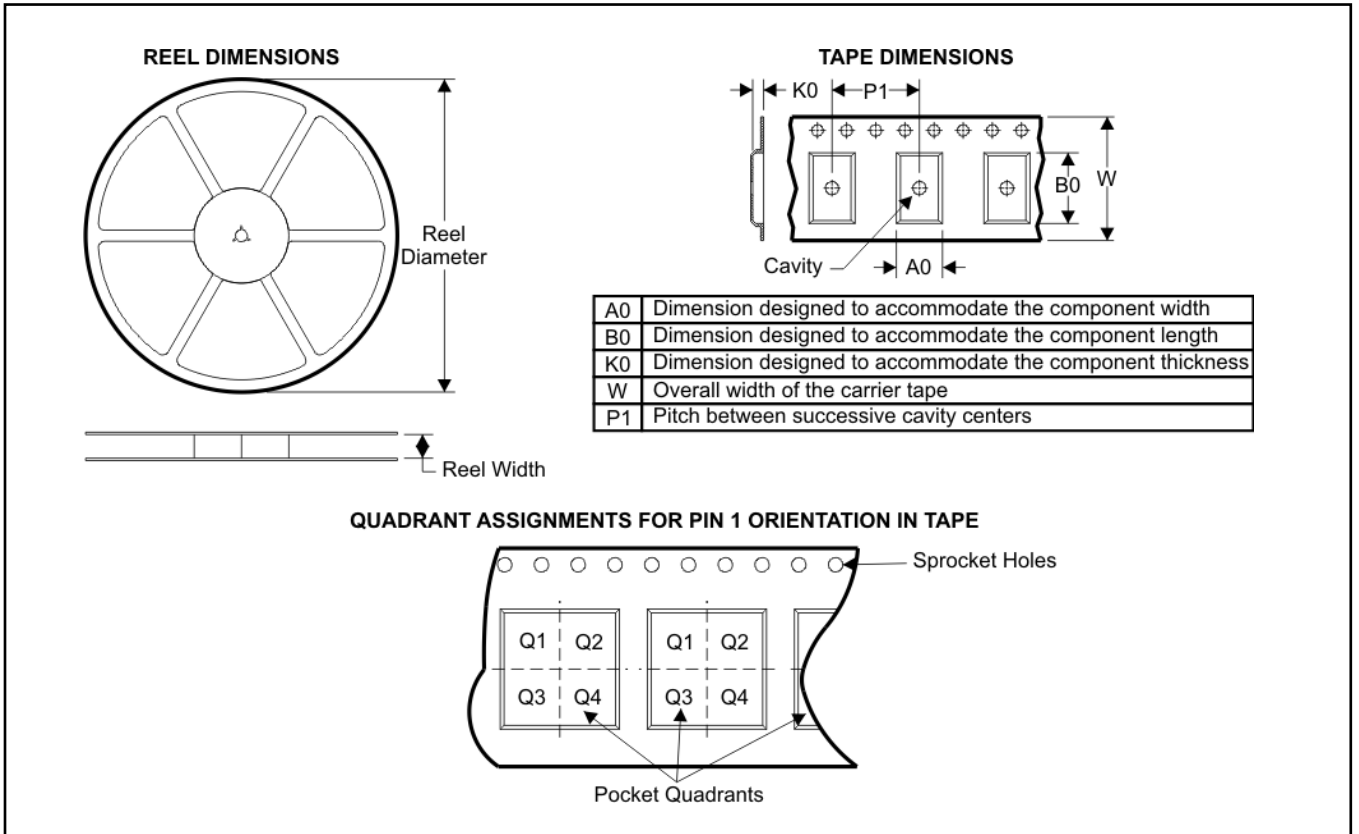 REEL DIMENSIONS
Reel
Diameter
Reel Width
TAPE DIMENSIONS
K0
P1
B0
W
Cavity
A0
A0 Dimension designed to accommodate the component width
B0 Dimension designed to accommodate the component length
K0 Dimension designed to accommodate the component thickness
W Overall width of the carrier tape
P1 Pitch between successive cavity centers
QUADRANT ASSIGNMENTS FOR PIN 1 ORIENTATION IN TAPE
Sprocket Holes
Q1 Q2 Q1 Q2
Q3 Q4 Q3 Q4
Pocket Quadrants